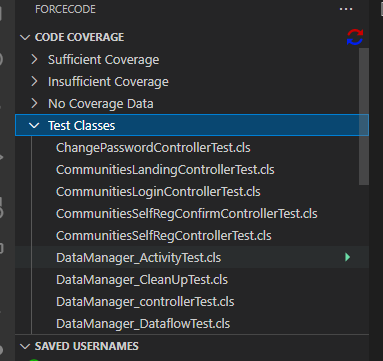 FORCECODE
CODE COVERAGE
Sufficient Coverage
Insufficient Coverage
No Coverage Data
Test Classes
ChangePasswordControllerTest.cls
CommunitiesLandingControllerTest.cls
CommunitiesLoginControllerTest.cls
CommunitiesSelfRegConfirmControllerTest.cls
CommunitiesSelfRegControllerTest.cls
DataManager_ActivityTest.cls
DataManager_CleanUpTest.cls
DataManager_controllerTest.cls
DataManager_DataflowTest.cls
SAVED USERNAMES